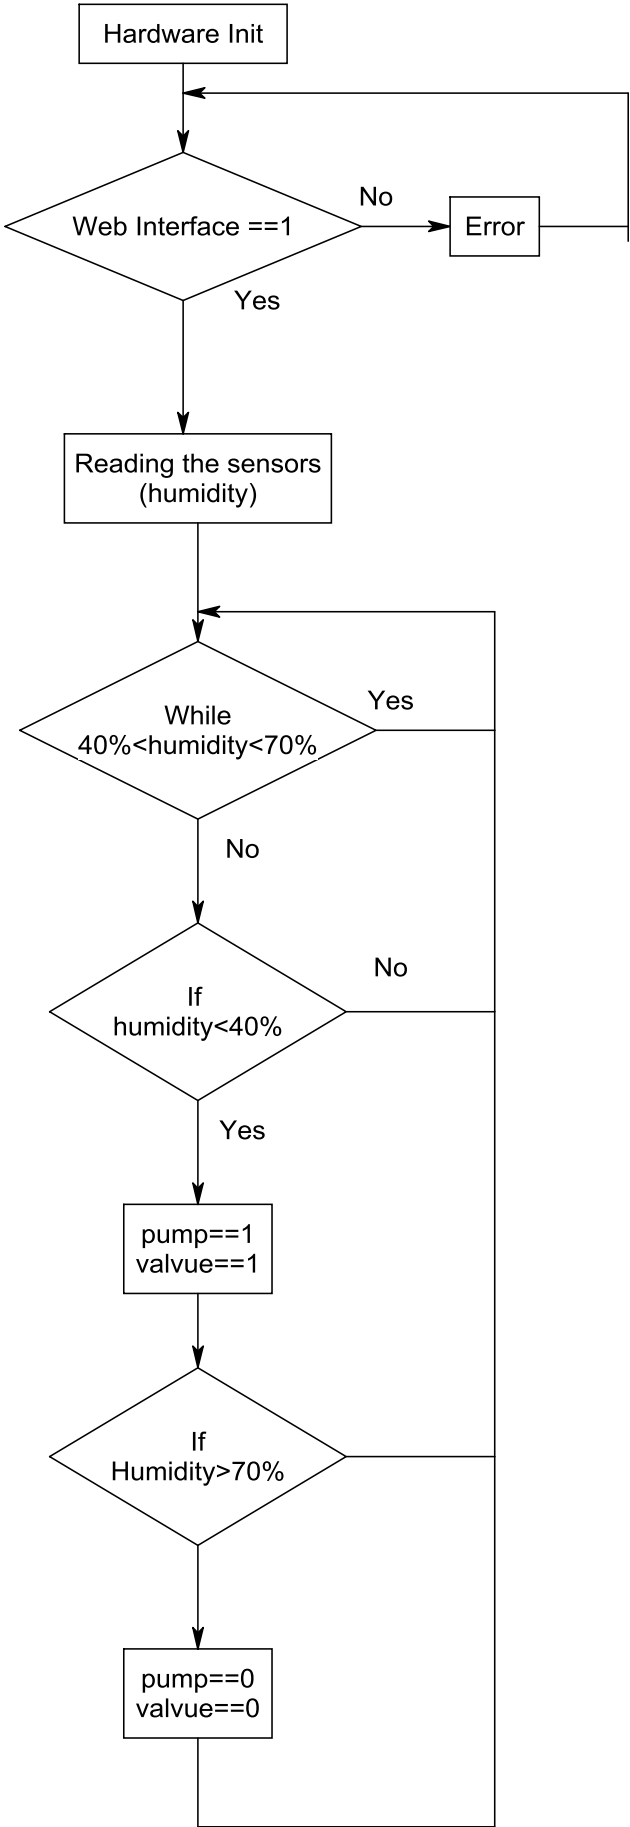 Hardware Init
Web Interface ==1
No
Error
Yes
Reading the sensors
(humidity)
While
40%<humidity<70%
Yes
No
If
humidity<40%
No
Yes
pump==1
valvue==1
If
Humidity>70%
pump==0
valvue==0